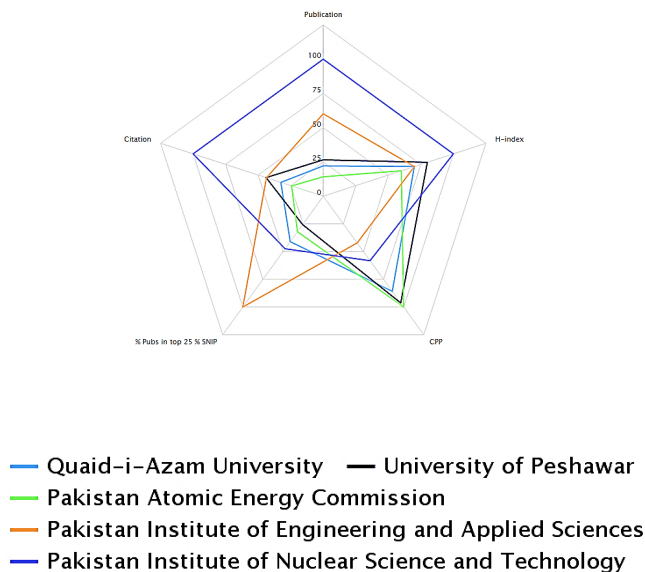 Publication
100
75
50
25
0
Citation
H-index
% Pubs in top 25 % SNIP
CPP
Quaid-i-Azam University
University of Peshawar
Pakistan Atomic Energy Commission
Pakistan Institute of Engineering and Applied Sciences
Pakistan Institute of Nuclear Science and Technology